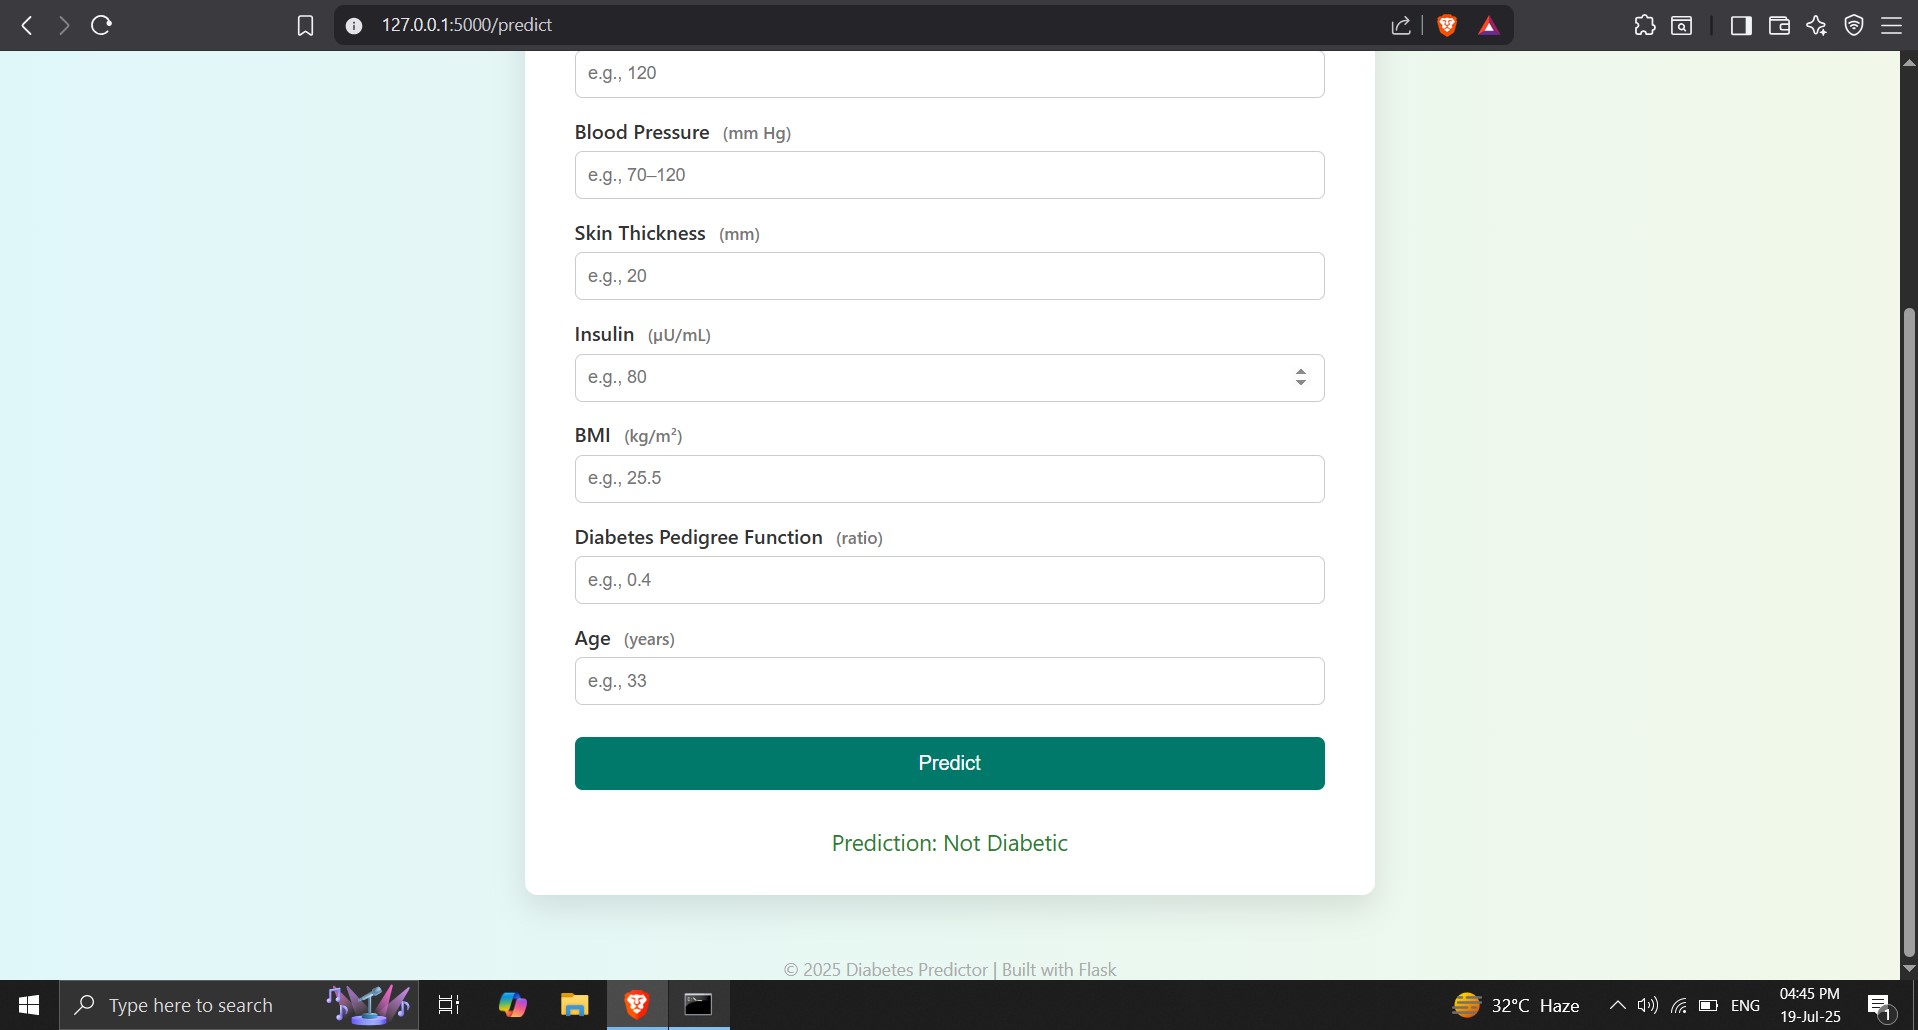 127.0.0.1:5000/predict
e.g., 120
Blood Pressure (mm Hg)
e.g., 70–120
Skin Thickness (mm)
e.g., 20
Insulin (µU/mL)
e.g., 80
BMI (kg/m²)
e.g., 25.5
Diabetes Pedigree Function (ratio)
e.g., 0.4
Age (years)
e.g., 33
Predict
Prediction: Not Diabetic
© 2025 Diabetes Predictor | Built with Flask
Type here to search
32°C Haze
ENG
04:45 PM
19-Jul-25
1